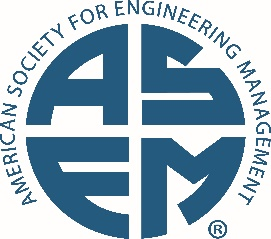 AMERICAN SOCIETY FOR ENGINEERING MANAGEMENT
AS
EM
®